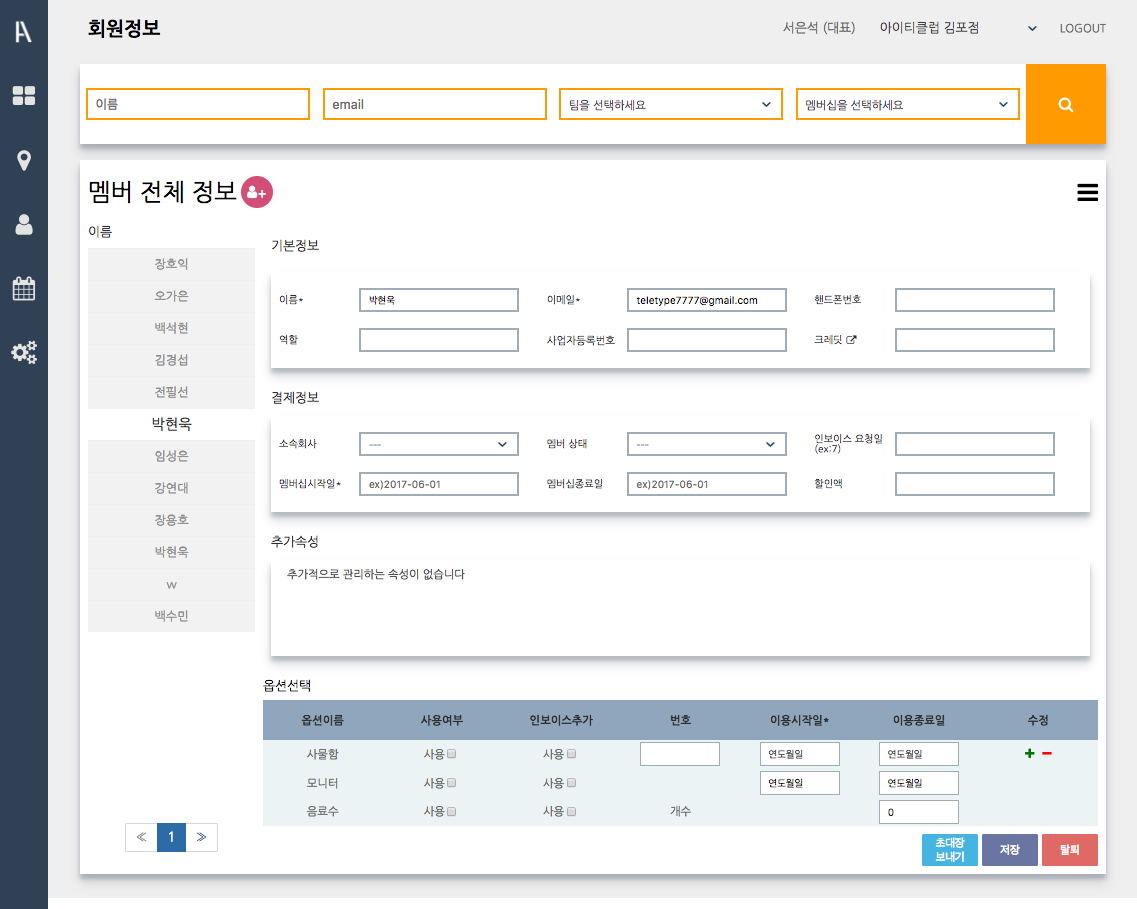 회원정보
서은석 (대표) 아이티클럽 김포점 LOGOUT
이름 email 팀을 선택하세요 멤버십을 선택하세요
멤버 전체 정보
이름
장호익
오가은
백석현
김경섭
전필선
박현욱
임성은
강연대
장용호
박현욱
w
백수민
« 1 »
기본정보
이름* 박현욱 이메일* teletype7777@gmail.com 핸드폰번호
역할 사업자등록번호 크레딧
결제정보
소속회사 --- 멤버 상태 --- 인보이스 요청일
(ex:7)
멤버십시작일* ex)2017-06-01 멤버십종료일 ex)2017-06-01 할인액
추가속성
추가적으로 관리하는 속성이 없습니다
옵션선택
옵션이름 사용여부 인보이스추가 번호 이용시작일* 이용종료일 수정
사물함 사용 사용 연도월일 연도월일
모니터 사용 사용 연도월일 연도월일
음료수 사용 사용 개수 0
초대장
보내기
저장
탈퇴